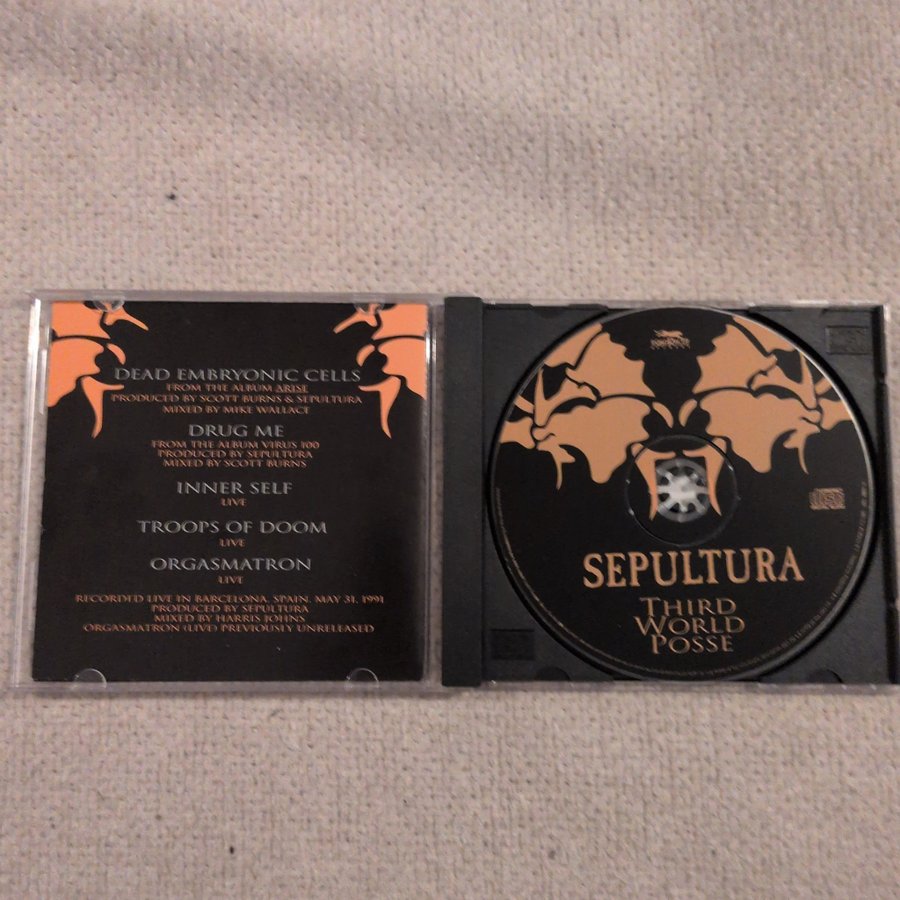 DEAD EMBRYONIC CELLS
FROM THE ALBUM ARISE
PRODUCED BY SCOTT BURNS & SEPULTURA
MIXED BY MIKE WALLACE
DRUG ME
FROM THE ALBUM VIRUS 100
PRODUCED BY SEPULTURA
MIXED BY SCOTT BURNS
INNER SELF
LIVE
TROOPS OF DOOM
LIVE
ORGASMATRON
LIVE
RECORDED LIVE IN BARCELONA, SPAIN, MAY 31, 1991
PRODUCED BY SEPULTURA
MIXED BY HARRIS JOHNS
ORGASMATRON (LIVE) PREVIOUSLY UNRELEASED
SEPULTURA
THIRD
WORLD
POSSE